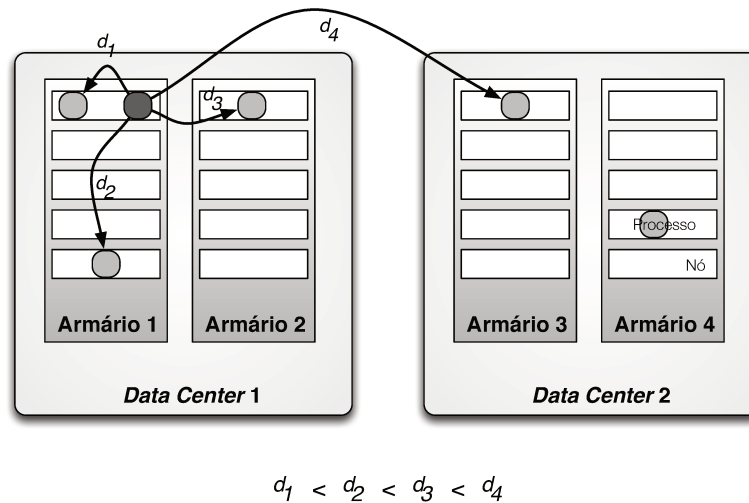 d1
d4
d3
d2
Processo
Nó
Armário 1
Armário 2
Armário 3
Armário 4
Data Center 1
Data Center 2
d1 < d2 < d3 < d4